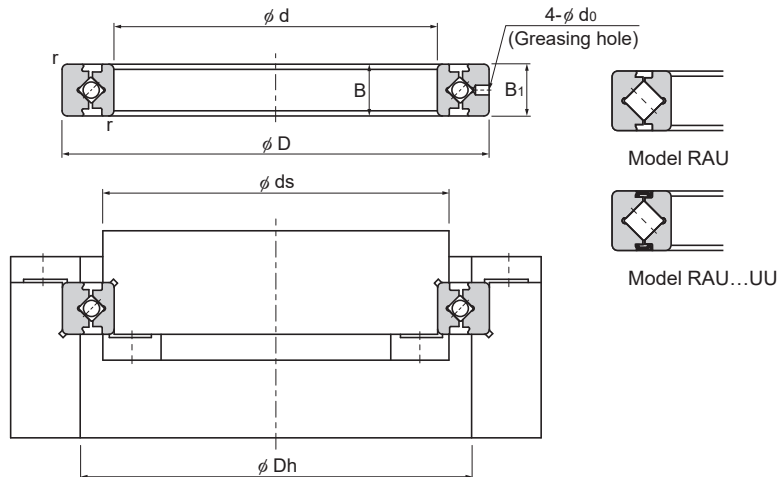 ϕ d
4-ϕ d0
(Greasing hole)
r
B
B1
r
ϕ D
Model RAU
ϕ ds
Model RAU...UU
ϕ Dh